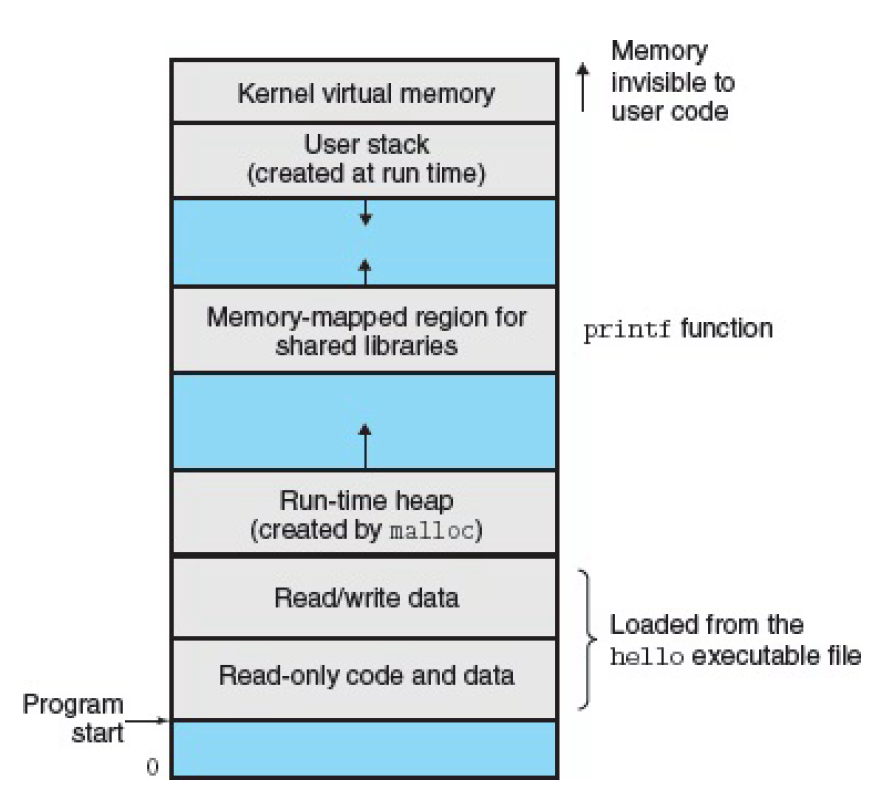 Memory
invisible to
user code
Kernel virtual memory
User stack
(created at run time)
Memory-mapped region for
shared libraries
printf function
Run-time heap
(created by malloc)
Read/write data
Loaded from the
hello executable file
Read-only code and data
Program
start
0